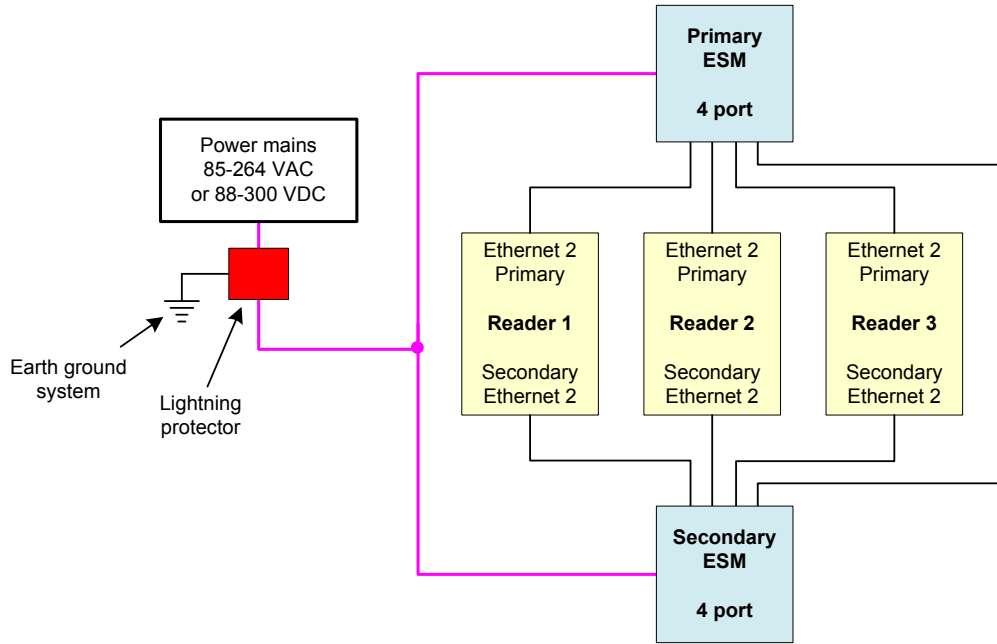 Primary
ESM
4 port
Power mains
85-264 VAC
or 88-300 VDC
Earth ground
system
Lightning
protector
Ethernet 2
Primary
Reader 1
Secondary
Ethernet 2
Ethernet 2
Primary
Reader 2
Secondary
Ethernet 2
Ethernet 2
Primary
Reader 3
Secondary
Ethernet 2
Secondary
ESM
4 port